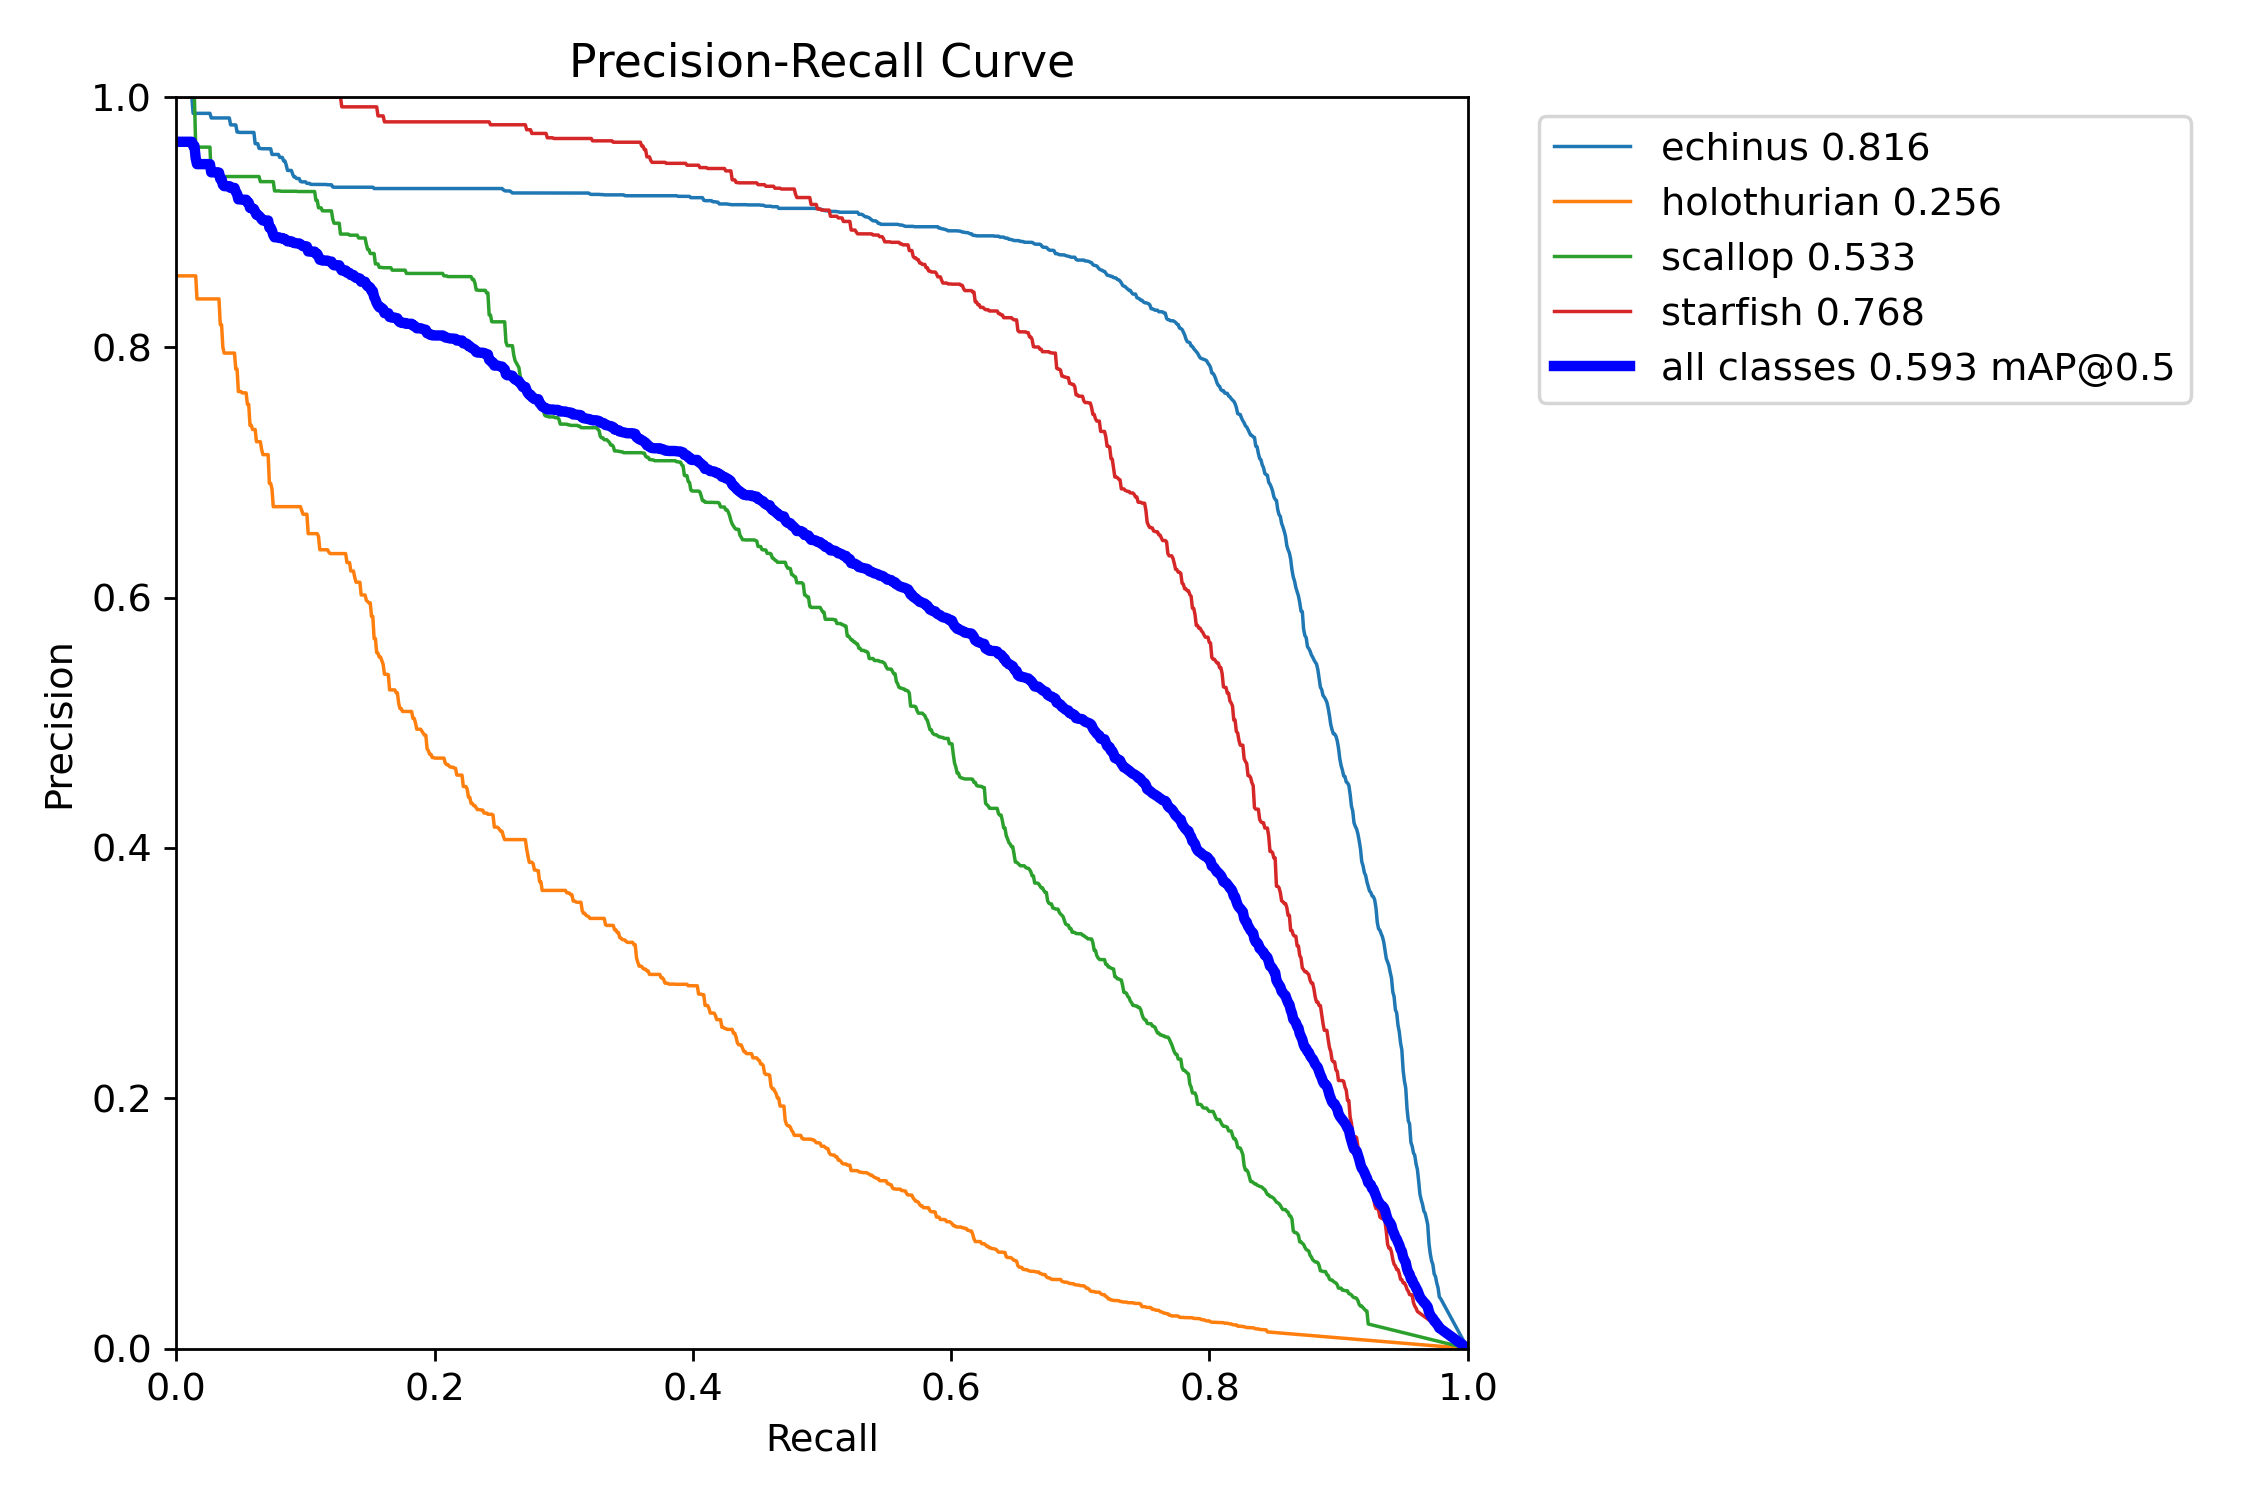 Precision-Recall Curve
1.0
0.8
0.6
0.4
0.2
0.0
Precision
0.0 0.2 0.4 0.6 0.8 1.0
Recall
echinus 0.816
holothurian 0.256
scallop 0.533
starfish 0.768
all classes 0.593 mAP@0.5